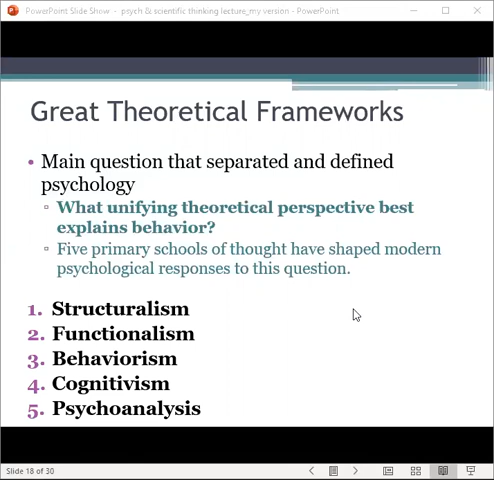 PowerPoint Slide Show - psych & scientific thinking lecture_my version - PowerPoint
Great Theoretical Frameworks
• Main question that separated and defined
psychology
▫ What unifying theoretical perspective best
explains behavior?
▫ Five primary schools of thought have shaped modern
psychological responses to this question.
1. Structuralism
2. Functionalism
3. Behaviorism
4. Cognitivism
5. Psychoanalysis
Slide 18 of 30